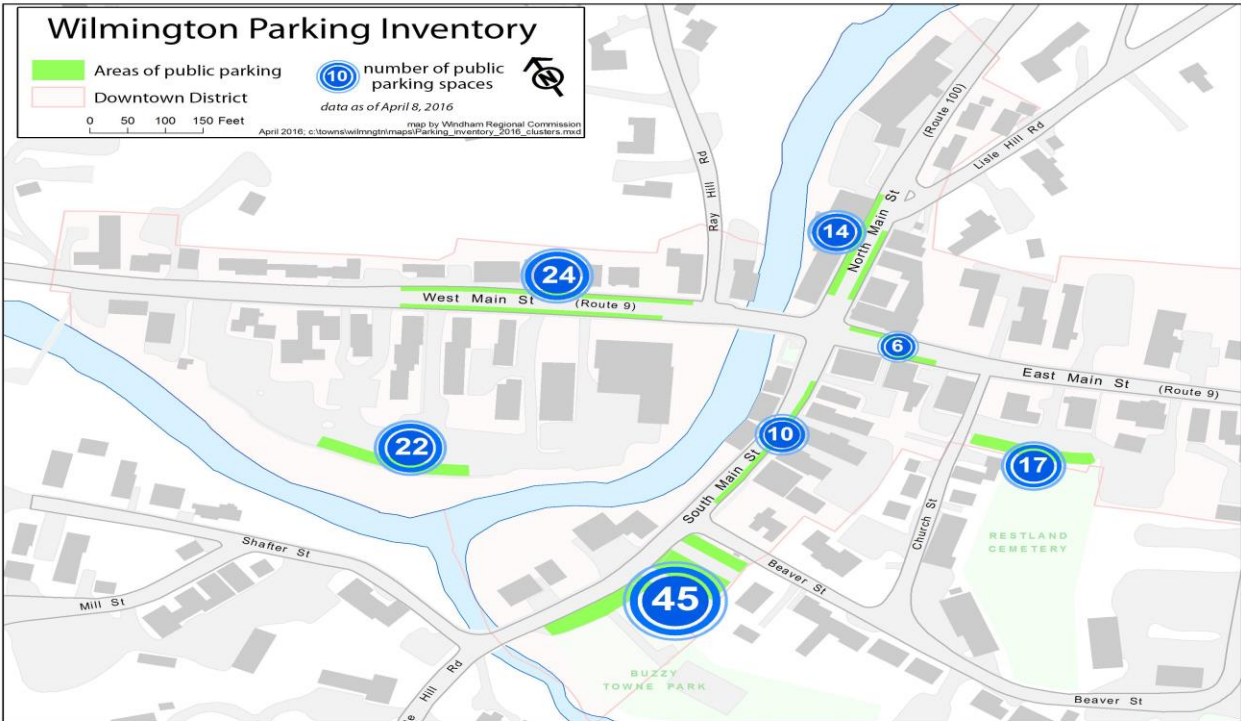 Wilmington Parking Inventory
Areas of public parking
10
number of public
parking spaces
N
Downtown District
data as of April 8, 2016
0 50 100 150 Feet
map by Windham Regional Commission
April 2016; c:\towns\wilmngtn\maps\Parking_inventory_2016_clusters.mxd
(Route 100)
Lisle Hill Rd
Ray Hill Rd
14
North Main St
24
West Main St (Route 9)
6
East Main St (Route 9)
10
22
17
South Main St
Church St
RESTLAND
CEMETERY
Shafter St
Beaver St
Mill St
45
BUZZY
TOWNE PARK
Hill Rd
Beaver St